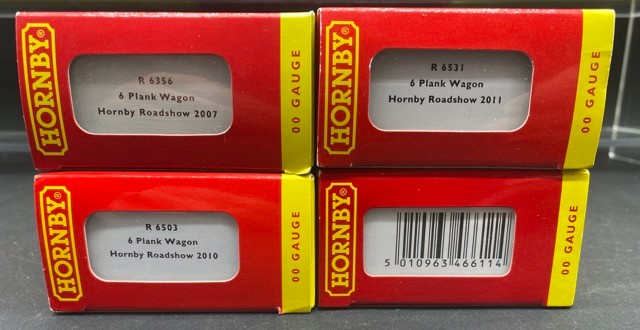 HORNBY®
R 6356
6 Plank Wagon
Hornby Roadshow 2007
00 GAUGE
HORNBY®
R 6531
6 Plank Wagon
Hornby Roadshow 2011
00 GAUGE
HORNBY®
R 6503
6 Plank Wagon
Hornby Roadshow 2010
00 GAUGE
HORNBY®
5 010963 466114
00 GAUGE